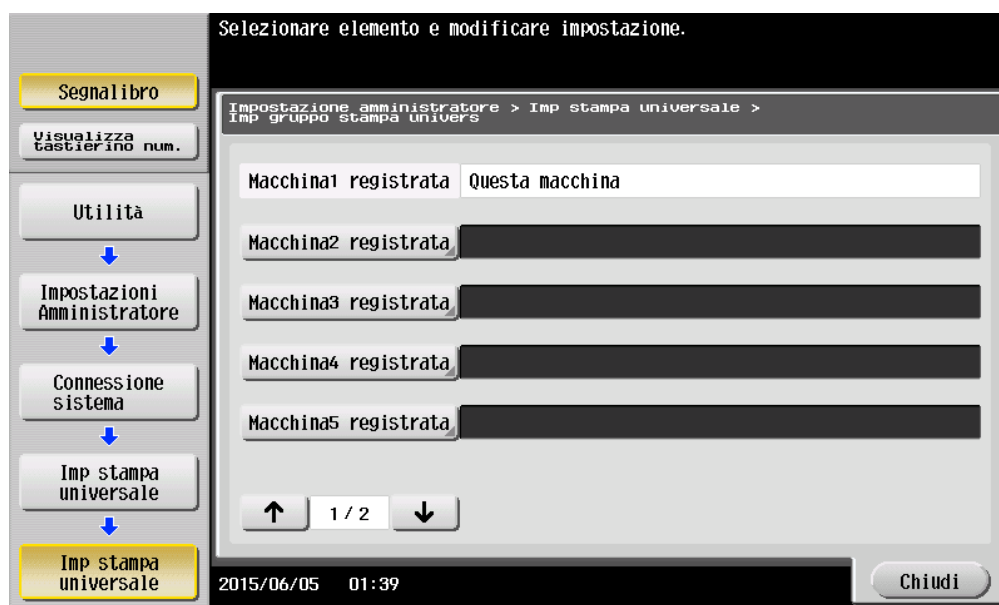 Selezionare elemento e modificare impostazione.
Segnalibro
Visualizza
tastierino num.
Utilità
Impostazioni
Amministratore
Connessione
sistema
Imp stampa
universale
Imp stampa
universale
Impostazione amministratore > Imp stampa universale >
Imp gruppo stampa univers
Macchina1 registrata Questa macchina
Macchina2 registrata
Macchina3 registrata
Macchina4 registrata
Macchina5 registrata
1 / 2
2015/06/05 01:39
Chiudi